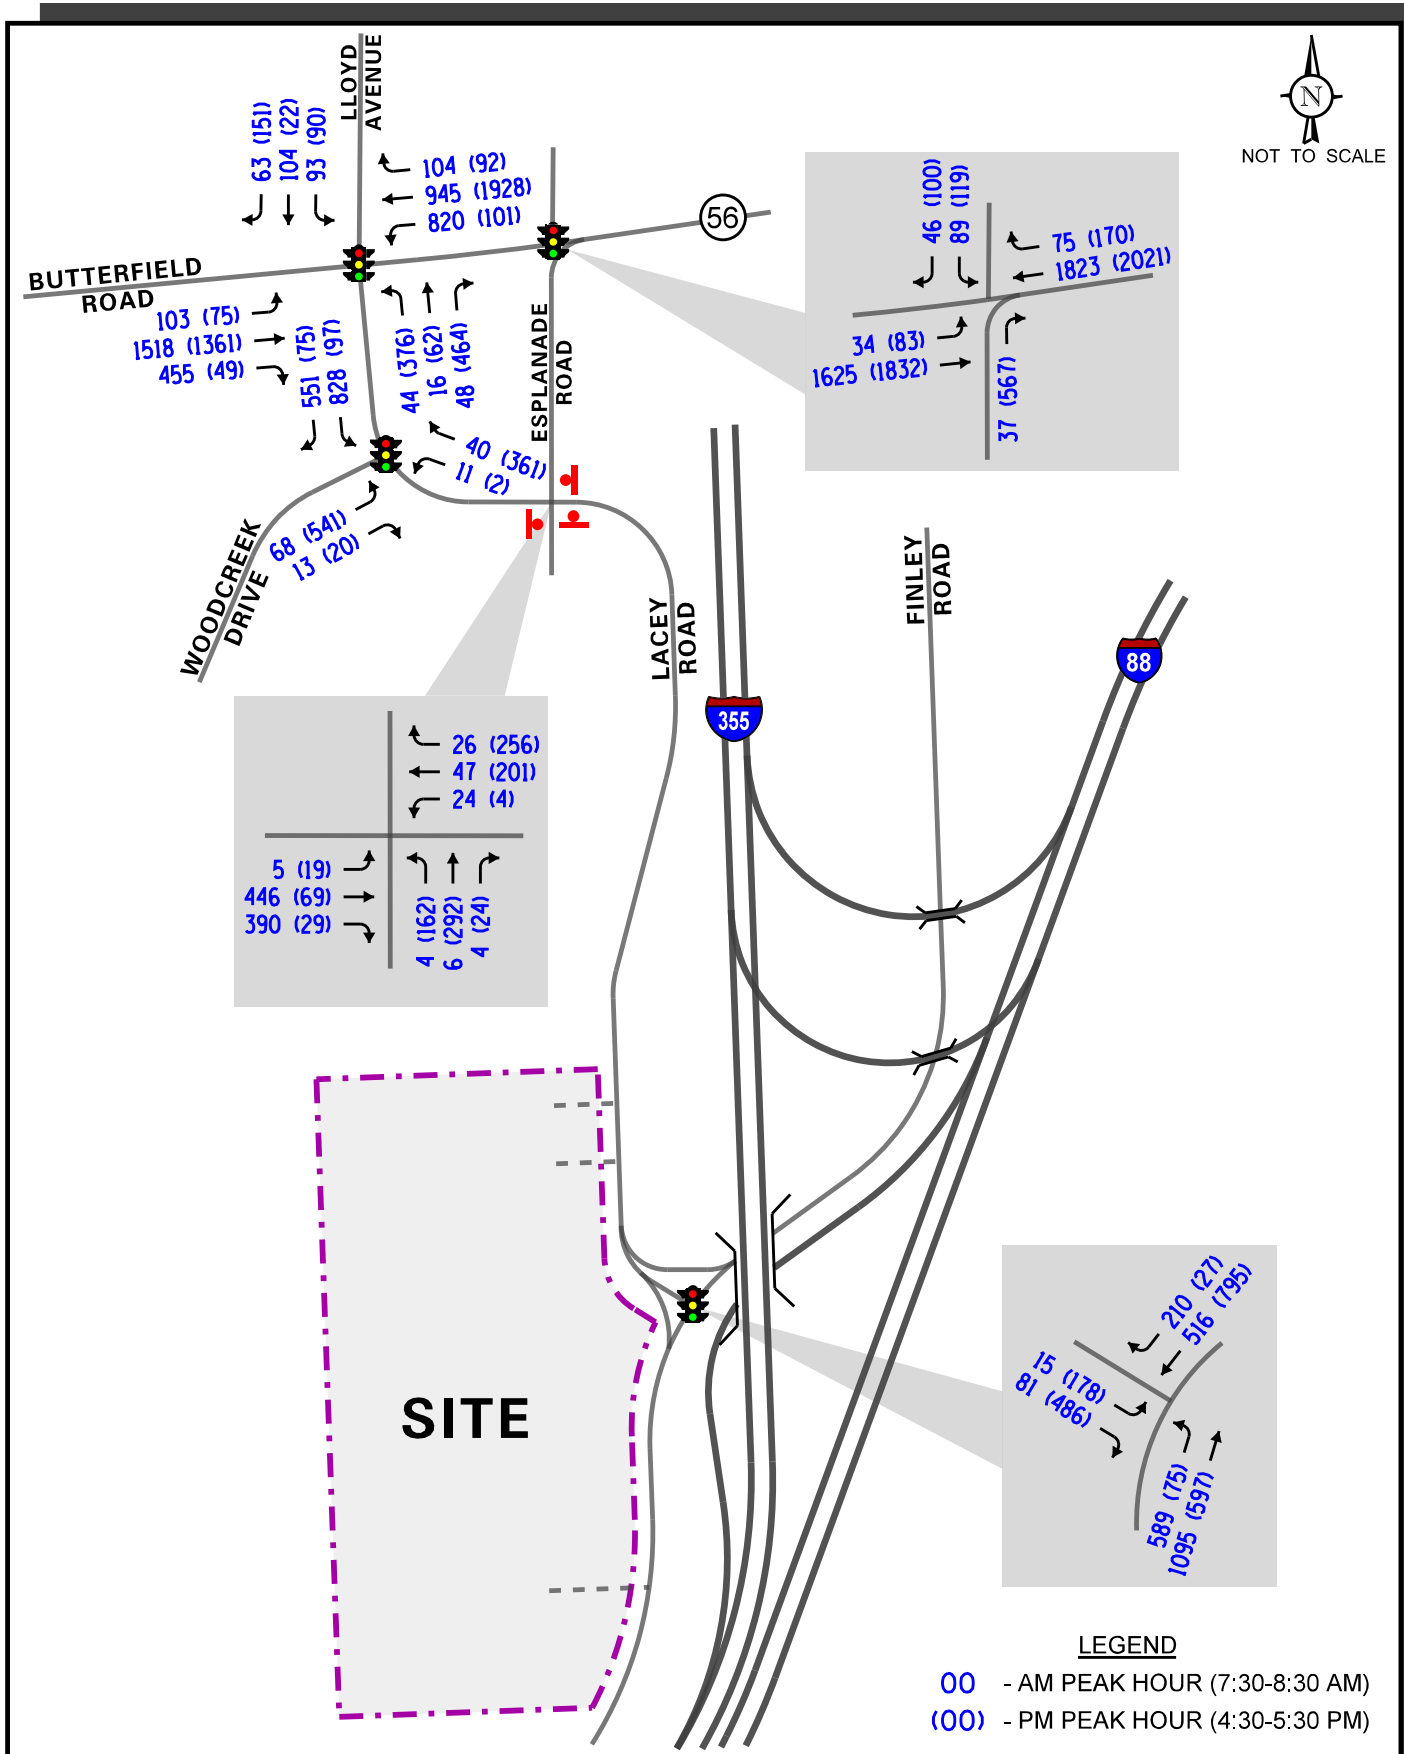 LLOYD
AVENUE
N
NOT TO SCALE
63 (151)
104 (22)
93 (90)
104 (92)
945 (1928)
820 (101)
56
46 (100)
89 (119)
75 (170)
1823 (2021)
34 (83)
1625 (1832)
37 (567)
BUTTERFIELD
ROAD
103 (75)
1518 (1361)
455 (49)
551 (75)
828 (97)
44 (376)
16 (62)
48 (464)
ESPLANADE
ROAD
40 (361)
11 (2)
68 (541)
13 (20)
WOODCREEK
DRIVE
LACEY
ROAD
FINLEY
ROAD
88
355
26 (256)
47 (201)
24 (4)
5 (19)
446 (69)
390 (29)
4 (162)
6 (292)
4 (24)
SITE
210 (27)
516 (795)
15 (178)
81 (486)
589 (75)
1095 (597)
LEGEND
00 - AM PEAK HOUR (7:30-8:30 AM)
(00) - PM PEAK HOUR (4:30-5:30 PM)